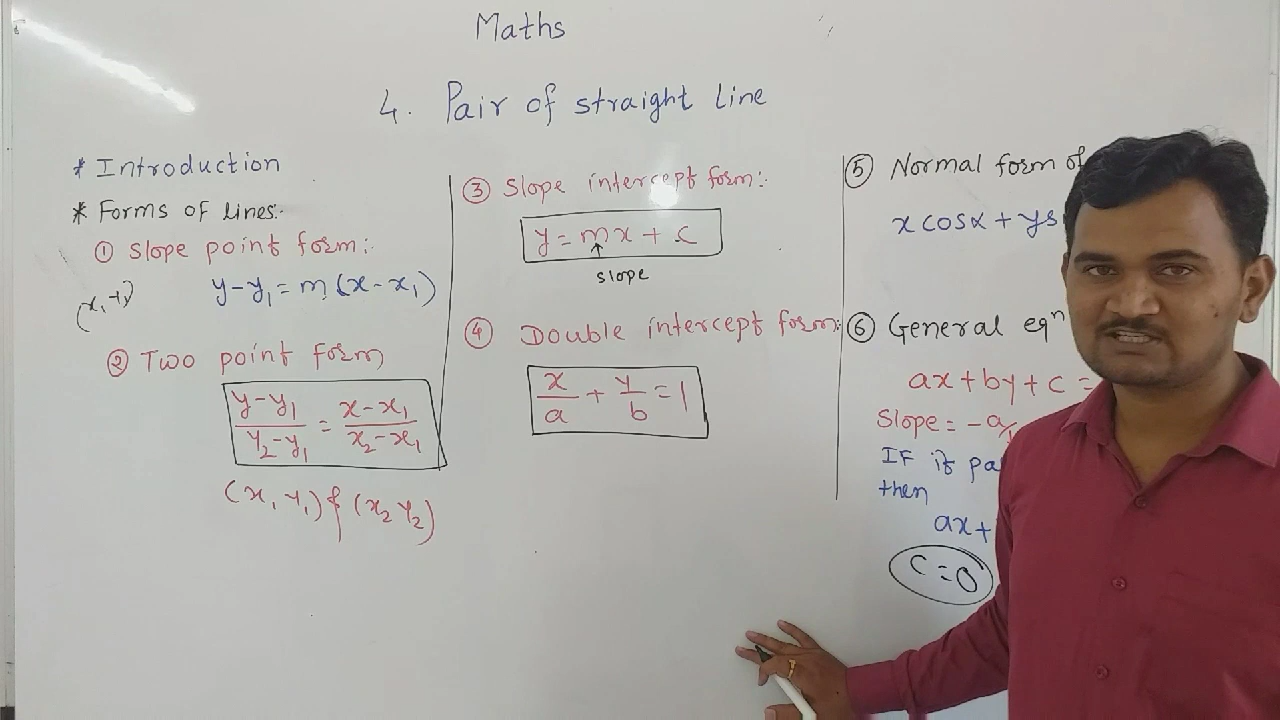 Maths
4. Pair of straight line
* Introduction
* Forms of lines:-
① Slope point form:-
(x₁ y₁)
y-y₁ = m(x-x₁)
② Two point form
y-y₁/y₂-y₁ = x-x₁/x₂-x₁
(x₁ y₁) & (x₂ y₂)
③ Slope intercept form:-
y = mx + c
slope
④ Double intercept form:
x/a + y/b = 1
⑤ Normal form of
x cosα + y
⑥ General eqⁿ
ax + by + c =
Slope = -a/
IF it
then
ax +
c = 0